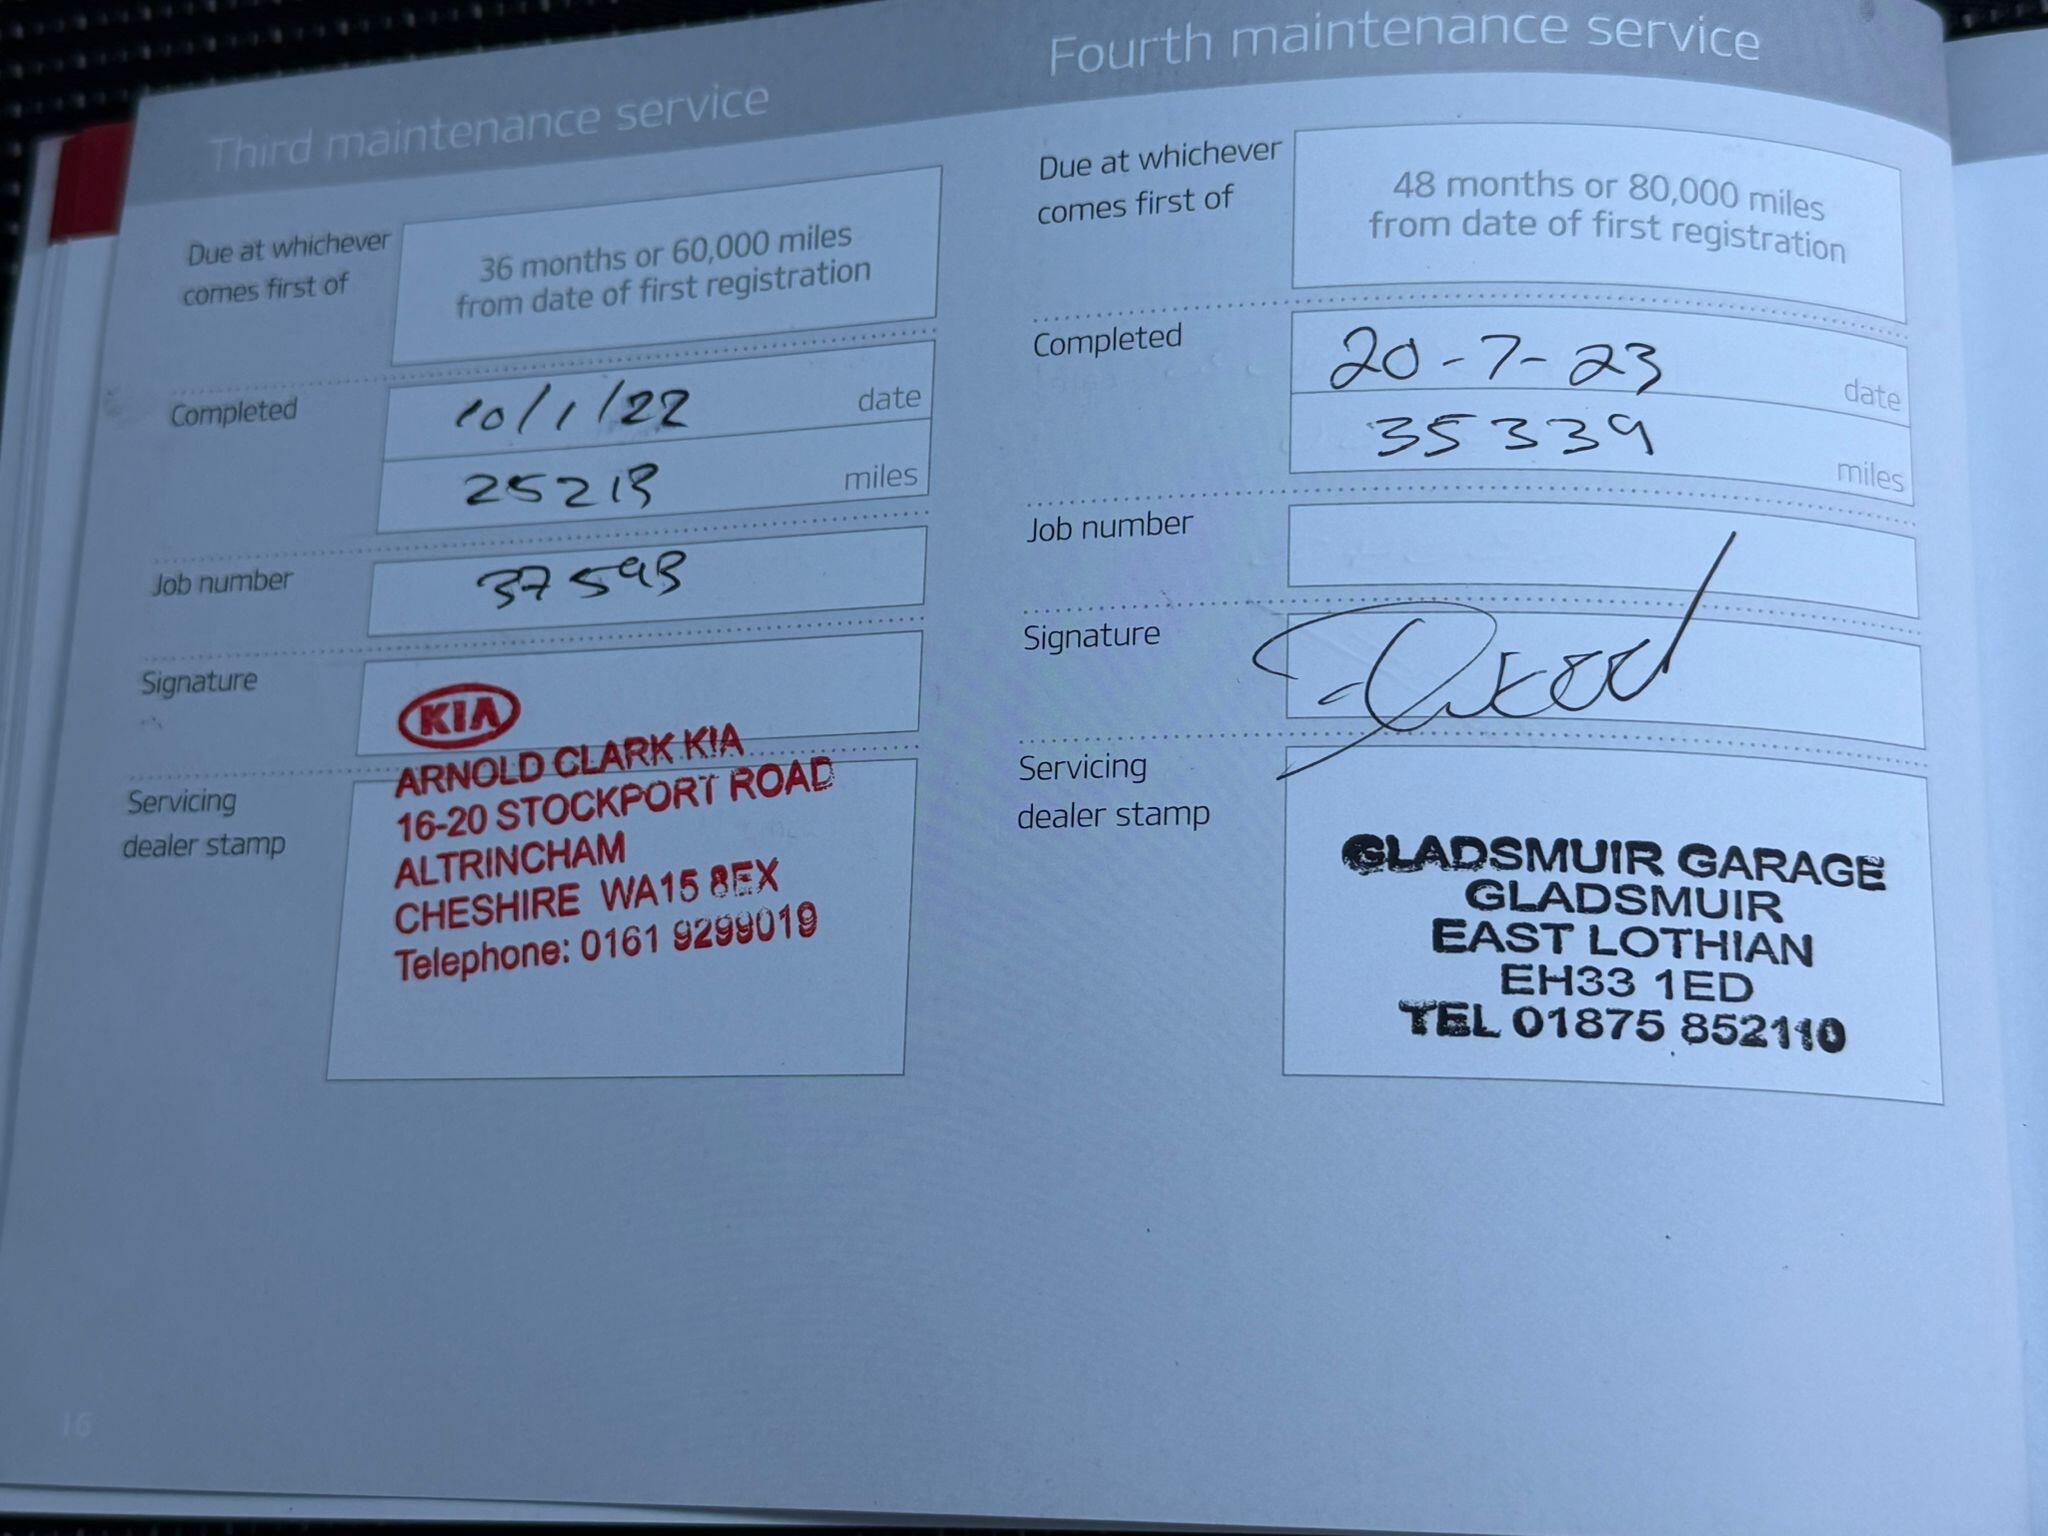 Third maintenance service
Due at whichever
comes first of
36 months or 60,000 miles
from date of first registration
Completed
10/1/22 date
25213 miles
Job number
37593
Signature
KIA
ARNOLD CLARK KIA
16-20 STOCKPORT ROAD
ALTRINCHAM
CHESHIRE WA15 8EX
Telephone: 0161 9299019
Servicing
dealer stamp
16
Fourth maintenance service
Due at whichever
comes first of
48 months or 80,000 miles
from date of first registration
Completed
20-7-23 date
35339 miles
Job number
Signature
Servicing
dealer stamp
GLADSMUIR GARAGE
GLADSMUIR
EAST LOTHIAN
EH33 1ED
TEL 01875 852110